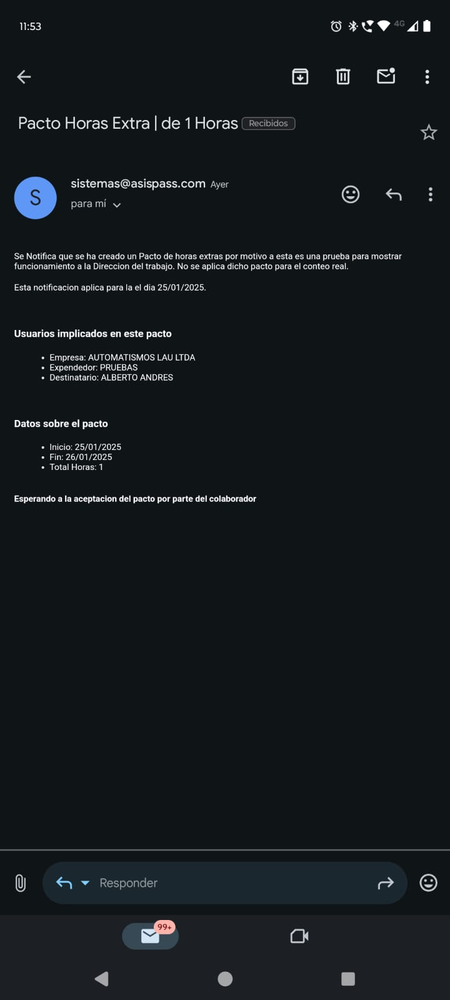 11:53
4G
Pacto Horas Extra | de 1 Horas Recibidos
S
sistemas@asispass.com Ayer
para mí
Se Notifica que se ha creado un Pacto de horas extras por motivo a esta es una prueba para mostrar
funcionamiento a la Direccion del trabajo. No se aplica dicho pacto para el conteo real.
Esta notificacion aplica para la el dia 25/01/2025.
Usuarios implicados en este pacto
• Empresa: AUTOMATISMOS LAU LTDA
• Expendedor: PRUEBAS
• Destinatario: ALBERTO ANDRES
Datos sobre el pacto
• Inicio: 25/01/2025
• Fin: 26/01/2025
• Total Horas: 1
Esperando a la aceptacion del pacto por parte del colaborador
Responder
99+